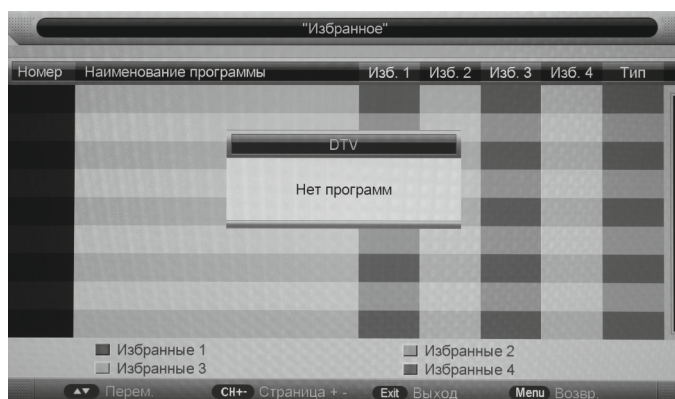 "Избранное"
Номер Наименование программы Изб. 1 Изб. 2 Изб. 3 Изб. 4 Тип
DTV
Нет программ
Избранные 1 Избранные 2
Избранные 3 Избранные 4
▲▼ Перем. CH+- Страница + - Exit Выход Menu Возвр.